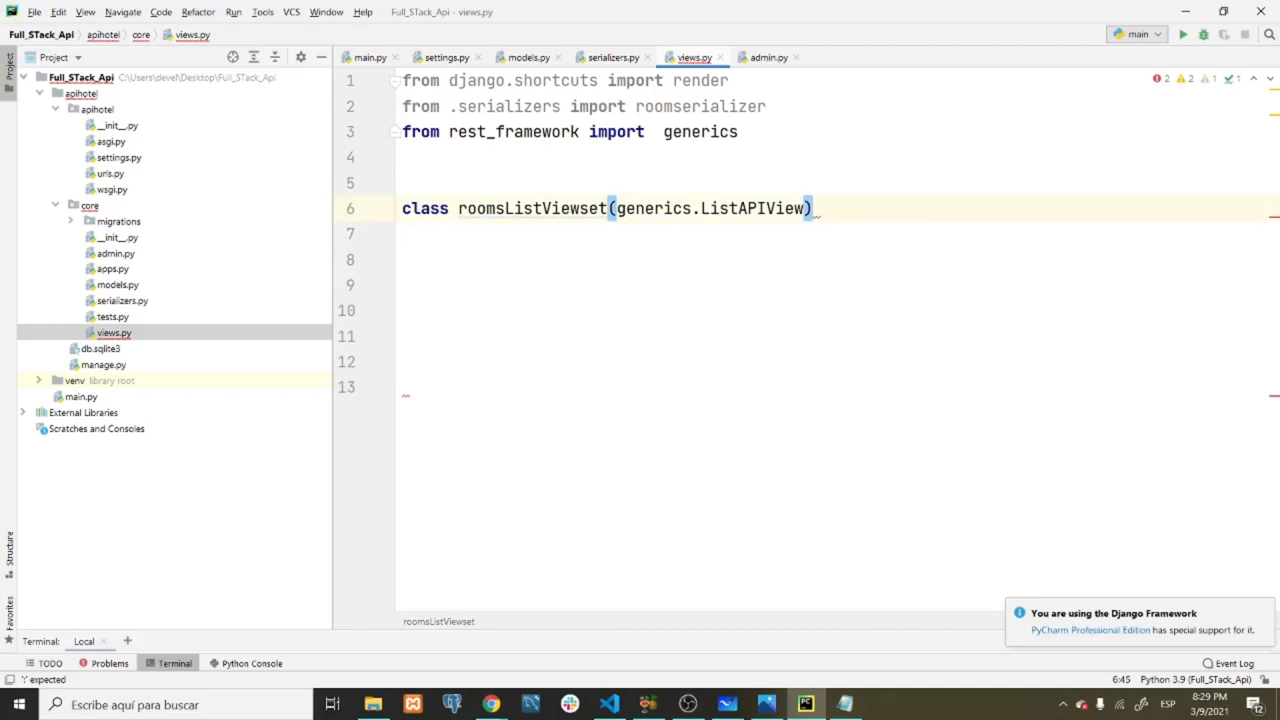 File Edit View Navigate Code Refactor Run Tools VCS Window Help Full_STack_Api - views.py
Full_STack_Api apihotel core views.py main
Project main.py settings.py models.py serializers.py views.py admin.py
Project
Full_STack_Api C:\Users\devel\Desktop\Full_STack_Api
apihotel
apihotel
__init__.py
asgi.py
settings.py
urls.py
wsgi.py
core
migrations
__init__.py
admin.py
apps.py
models.py
serializers.py
tests.py
views.py
db.sqlite3
manage.py
venv library root
main.py
External Libraries
Scratches and Consoles
Structure
Favorites
1 from django.shortcuts import render
2 from .serializers import roomserializer
3 from rest_framework import generics
4
5
6 class roomsListViewset(generics.ListAPIView)
7
8
9
10
11
12
13
2 2 1 1
roomsListViewset
You are using the Django Framework
PyCharm Professional Edition has special support for it.
Terminal: Local +
TODO Problems Terminal Python Console Event Log
':' expected 6:45 Python 3.9 (Full_STack_Api)
Escribe aquí para buscar ESP 8:29 PM
3/9/2021 2